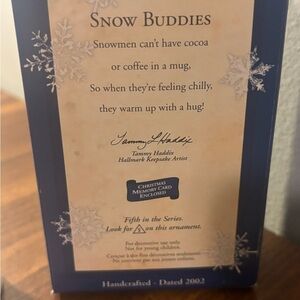 SNOW BUDDIES
Snowmen can't have cocoa
or coffee in a mug.
So when they're feeling chilly,
they warm up with a hug!
Tammy L Haddix
Tammy Haddix
Hallmark Keepsake Artist
CHRISTMAS
MEMORY CARD
ENCLOSED
Fifth in the Series.
Look for on this ornament.
For decorative use only.
Not for young children.
Handcrafted - Dated 2002